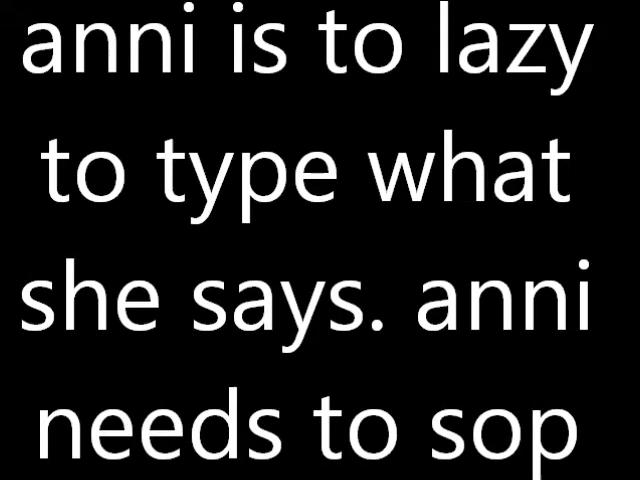 anni is to lazy
to type what
she says. anni
needs to sop